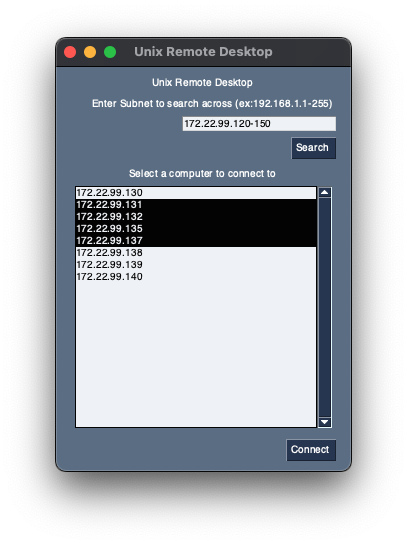 Unix Remote Desktop
Unix Remote Desktop
Enter Subnet to search across (ex:192.168.1.1-255)
172.22.99.120-150
Search
Select a computer to connect to
172.22.99.130
172.22.99.131
172.22.99.132
172.22.99.135
172.22.99.137
172.22.99.138
172.22.99.139
172.22.99.140
Connect